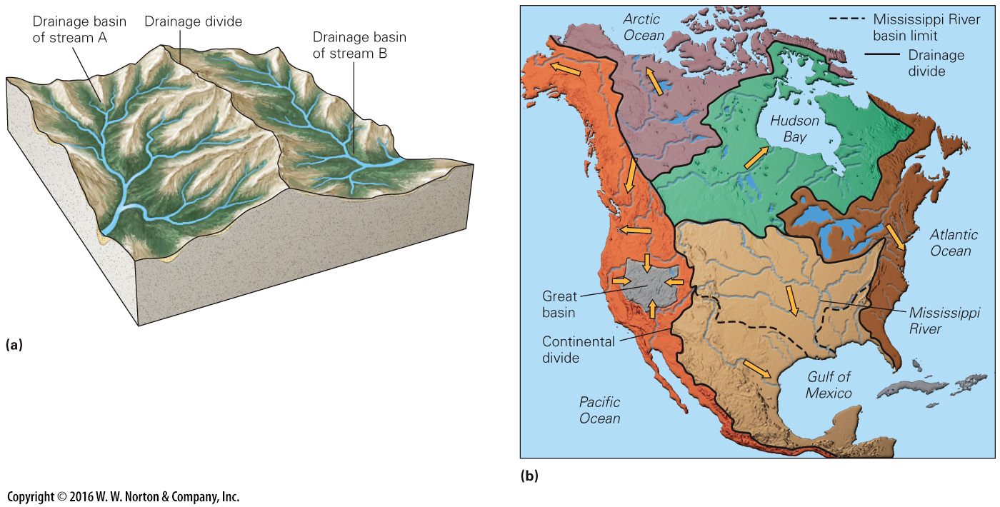 Drainage basin
of stream A
Drainage divide
Drainage basin
of stream B
(a)
Arctic
Ocean
Mississippi River
basin limit
Drainage
divide
Hudson
Bay
Atlantic
Ocean
Great
basin
Mississippi
River
Continental
divide
Gulf of
Mexico
Pacific
Ocean
(b)
Copyright © 2016 W. W. Norton & Company, Inc.